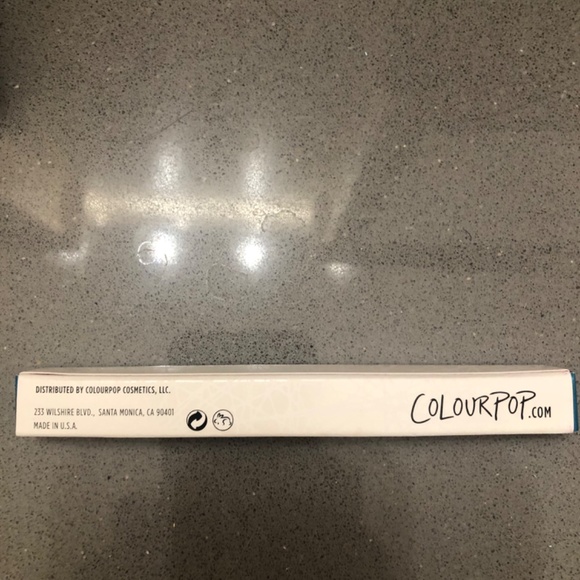 DISTRIBUTED BY COLOURPOP COSMETICS, LLC.
233 WILSHIRE BLVD., SANTA MONICA, CA 90401
MADE IN U.S.A.
COLOURPOP.COM